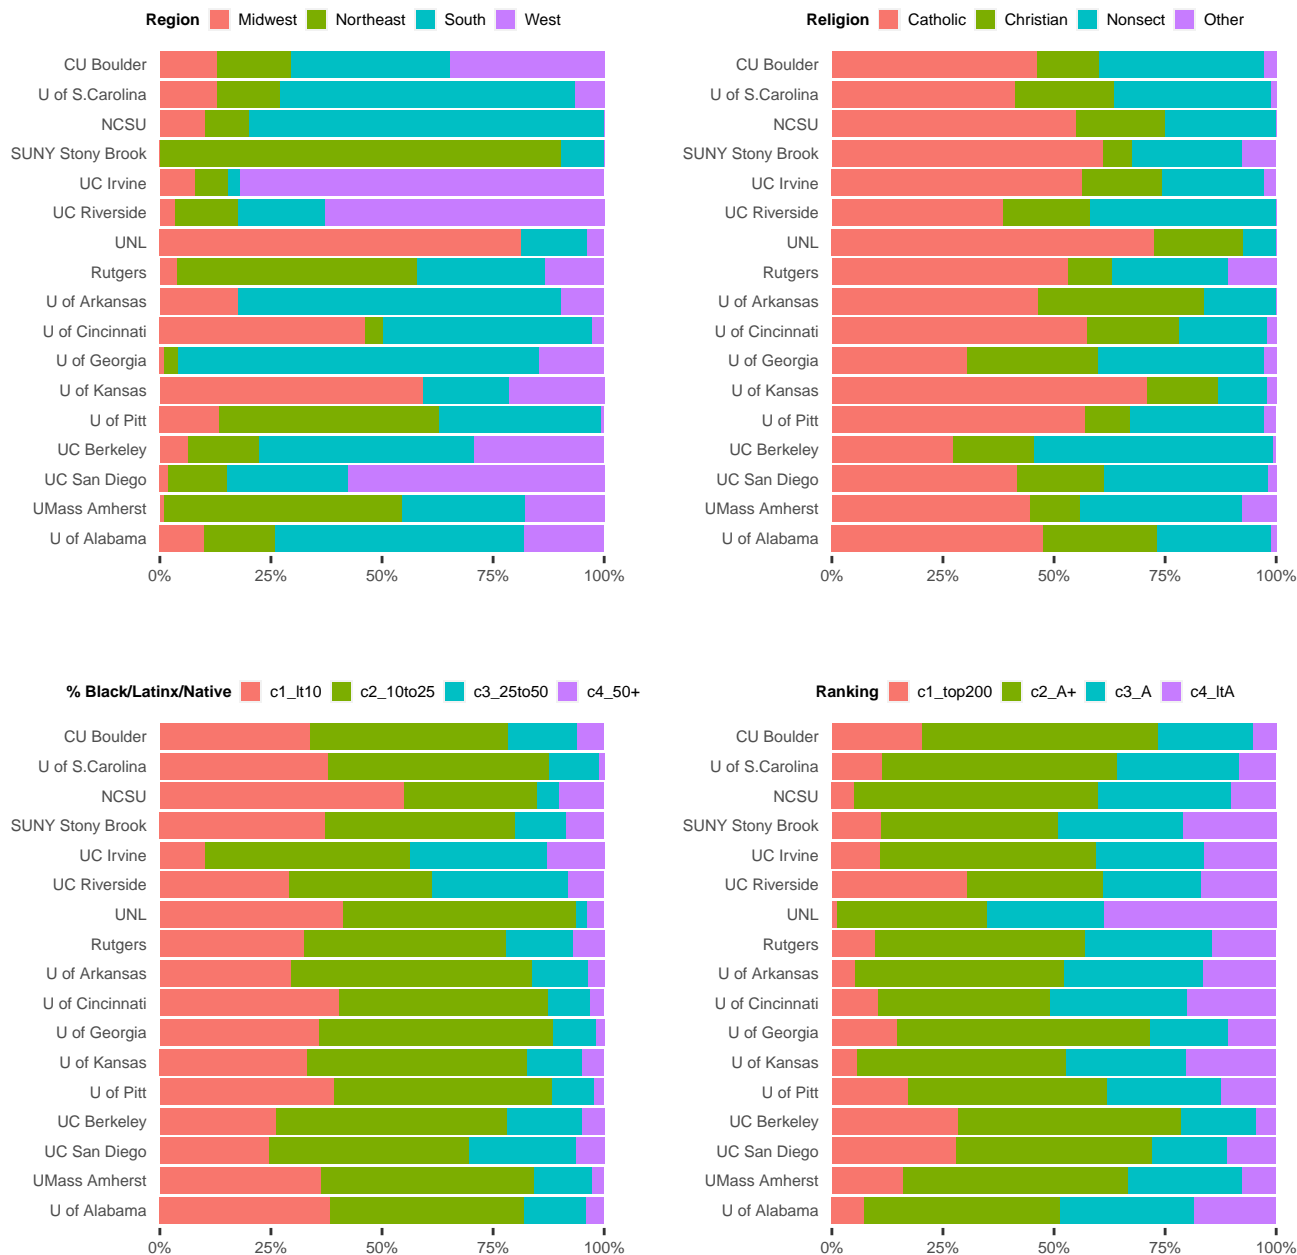 Region Midwest Northeast South West
CU Boulder
U of S.Carolina
NCSU
SUNY Stony Brook
UC Irvine
UC Riverside
UNL
Rutgers
U of Arkansas
U of Cincinnati
U of Georgia
U of Kansas
U of Pitt
UC Berkeley
UC San Diego
UMass Amherst
U of Alabama
0% 25% 50% 75% 100%
Religion Catholic Christian Nonsect Other
CU Boulder
U of S.Carolina
NCSU
SUNY Stony Brook
UC Irvine
UC Riverside
UNL
Rutgers
U of Arkansas
U of Cincinnati
U of Georgia
U of Kansas
U of Pitt
UC Berkeley
UC San Diego
UMass Amherst
U of Alabama
0% 25% 50% 75% 100%
% Black/Latinx/Native c1_lt10 c2_10to25 c3_25to50 c4_50+
CU Boulder
U of S.Carolina
NCSU
SUNY Stony Brook
UC Irvine
UC Riverside
UNL
Rutgers
U of Arkansas
U of Cincinnati
U of Georgia
U of Kansas
U of Pitt
UC Berkeley
UC San Diego
UMass Amherst
U of Alabama
0% 25% 50% 75% 100%
Ranking c1_top200 c2_A+ c3_A c4_ltA
CU Boulder
U of S.Carolina
NCSU
SUNY Stony Brook
UC Irvine
UC Riverside
UNL
Rutgers
U of Arkansas
U of Cincinnati
U of Georgia
U of Kansas
U of Pitt
UC Berkeley
UC San Diego
UMass Amherst
U of Alabama
0% 25% 50% 75% 100%